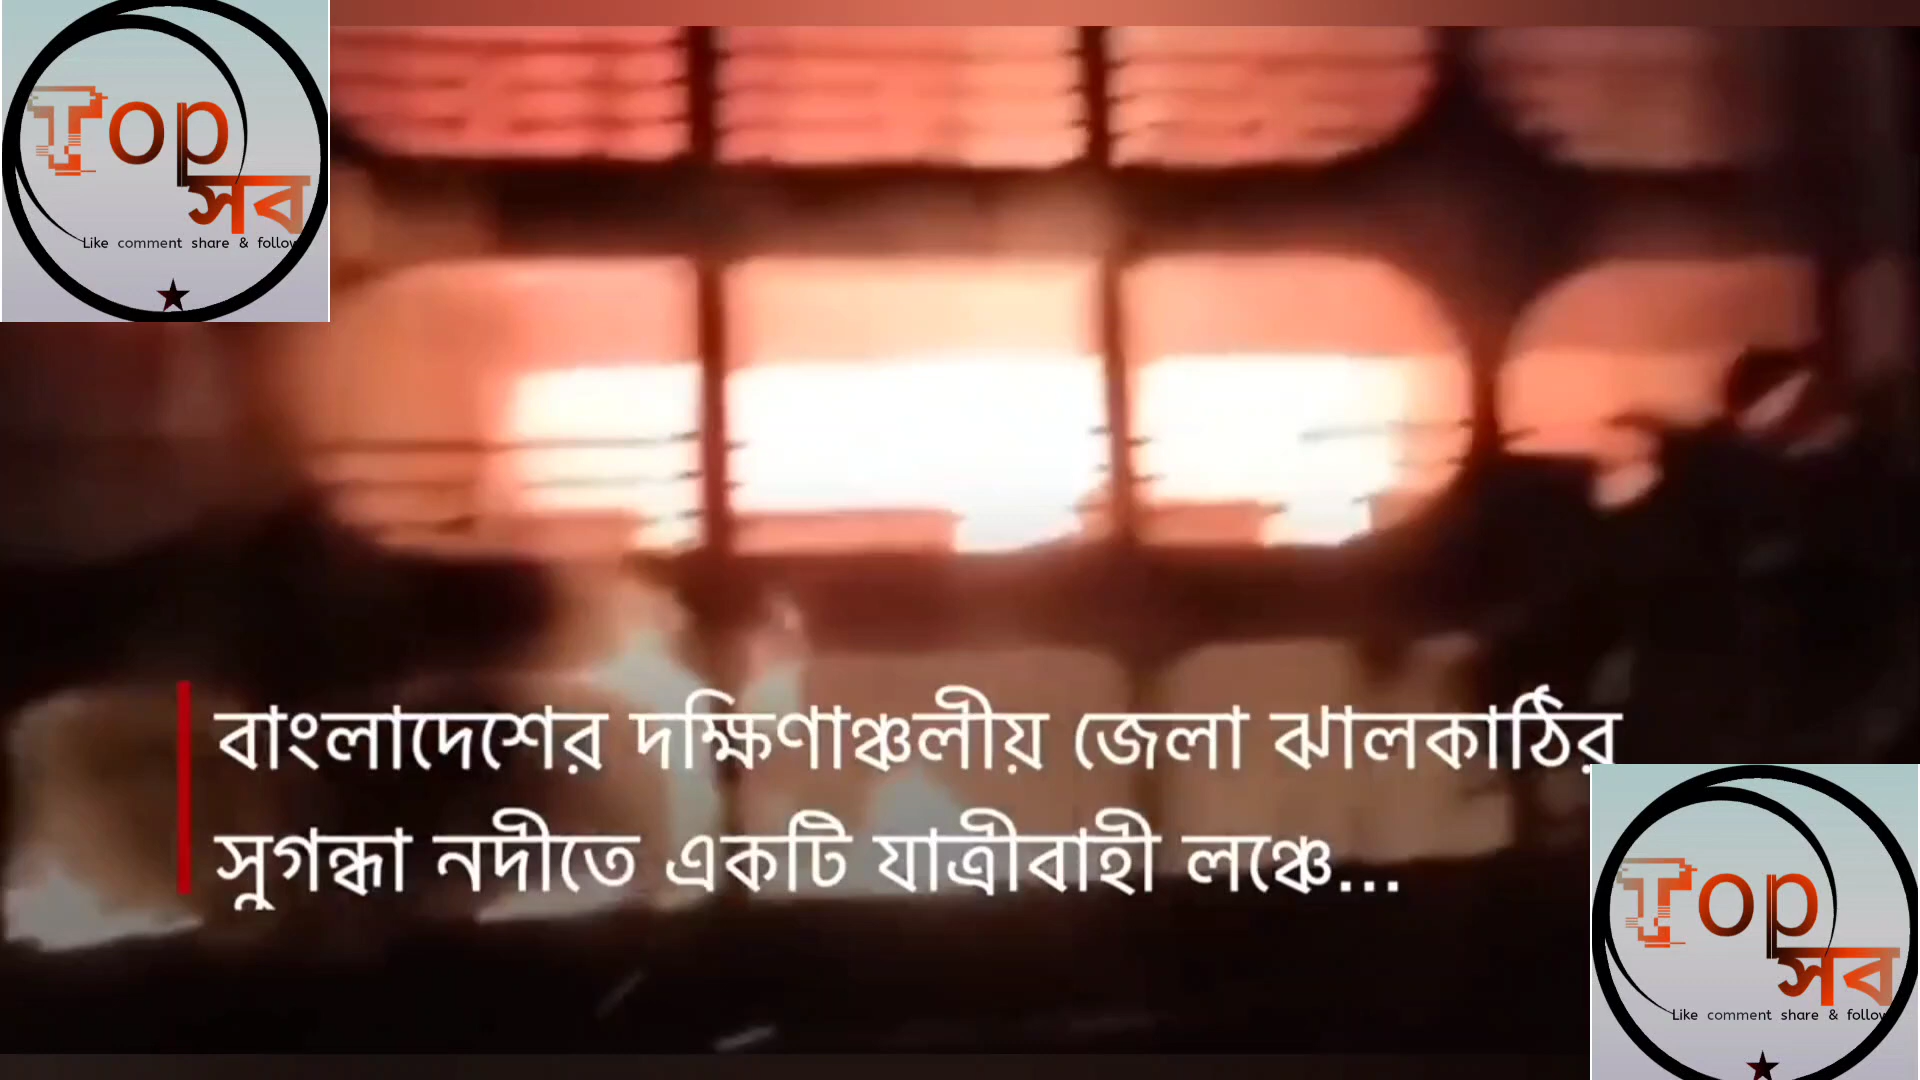 Top
সব
Like comment share & follow
বাংলাদেশের দক্ষিণাঞ্চলীয় জেলা ঝালকাঠির
সুগন্ধা নদীতে একটি যাত্রীবাহী লঞ্চে...
Top
সব
Like comment share & follow